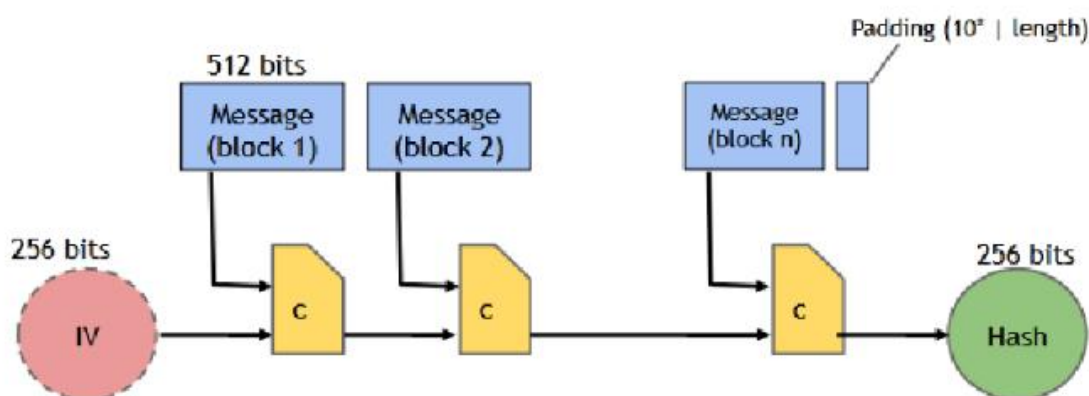 Padding (10* | length)
512 bits
Message
(block 1)
Message
(block 2)
Message
(block n)
256 bits
IV
C
C
C
256 bits
Hash